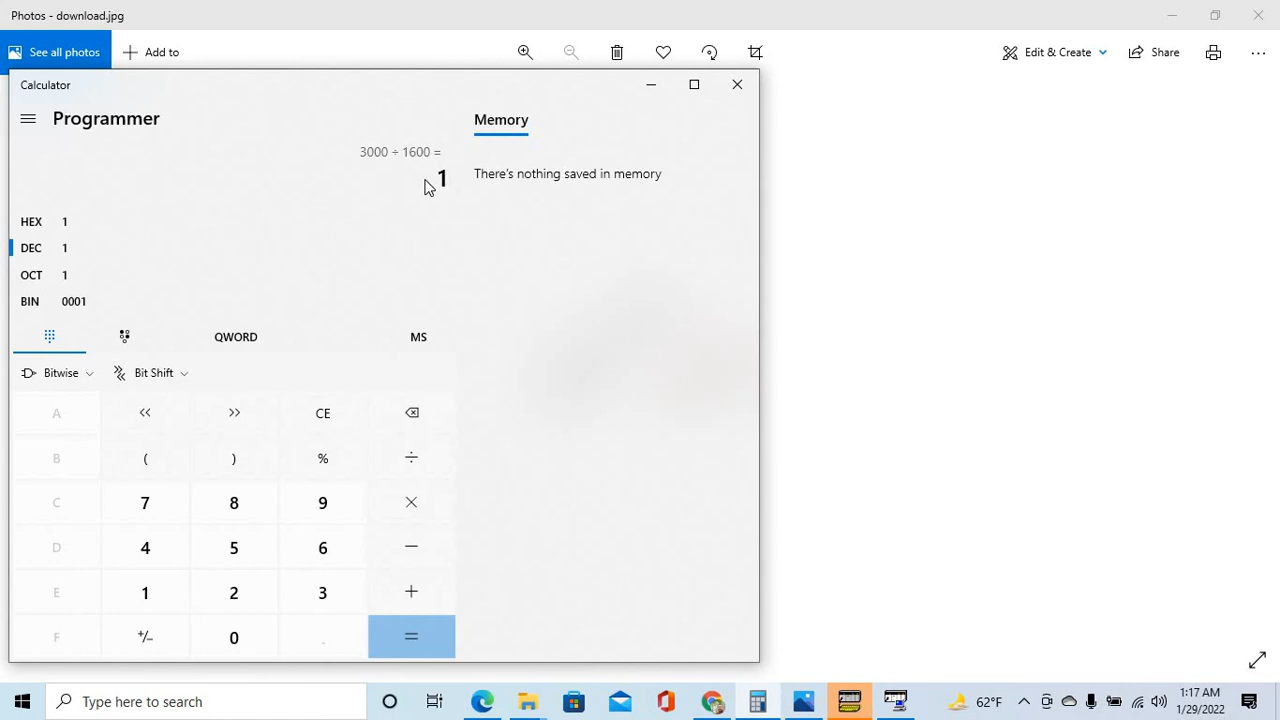 Photos - download.jpg
See all photos
Add to
Edit & Create
Share
Calculator
Programmer
Memory
3000 ÷ 1600 =
1
There's nothing saved in memory
HEX 1
DEC 1
OCT 1
BIN 0001
QWORD
MS
Bitwise
Bit Shift
A << >> CE
B ( ) % ÷
C 7 8 9 ×
D 4 5 6 −
E 1 2 3 +
F +/− 0 . =
Type here to search
62°F
1:17 AM
1/29/2022